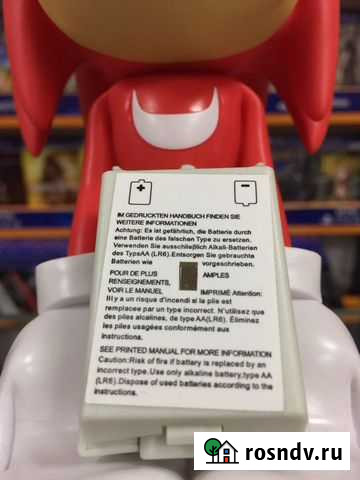 IM GEDRUCKTEN HANDBUCH FINDEN SIE
WEITERE INFORMATIONEN
Achtung: Es ist gefährlich, die Batterie durch
eine Batterie des falschen Type zu ersetzen.
Verwenden Sie ausschließlich Alkali-Batterien
des TypsAA (LR6).Entsorgen Sie gebrauchte
Batterien wie vorgeschrieben.
POUR DE PLUS AMPLES
RENSEIGNEMENTS,
VOIR LE MANUEL IMPRIMÉ Attention:
Il y a un risque d'incendi si la plie est
remplacee par un type incorrect. N'utilisez que
des plies alcalines, de type AA(LR6). Éliminez
les piles usagées conformément aux
instructions.
SEE PRINTED MANUAL FOR MORE INFORMATION
Caution:Risk of fire if battery is replaced by an
incorrect type.Use only alkaline battery,type AA
(LR6).Dispose of used batteries acoording to the
instructions.
rosndv.ru